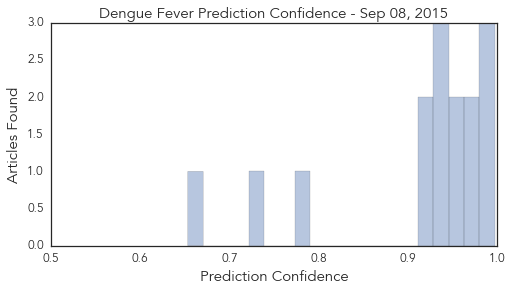 Dengue Fever Prediction Confidence - Sep 08, 2015
3.0
2.5
2.0
1.5
1.0
0.5
0.0
Articles Found
0.5 0.6 0.7 0.8 0.9 1.0
Prediction Confidence